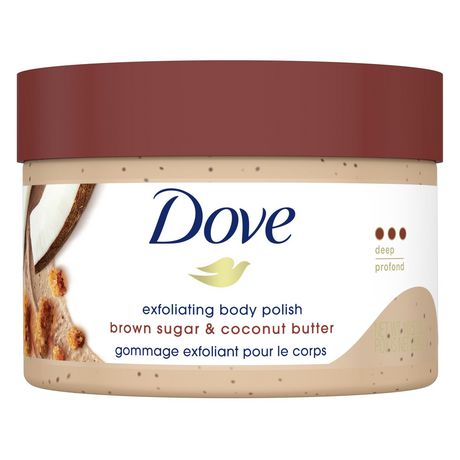 Dove
deep
profond
exfoliating body polish
brown sugar & coconut butter
gommage exfoliant pour le corps